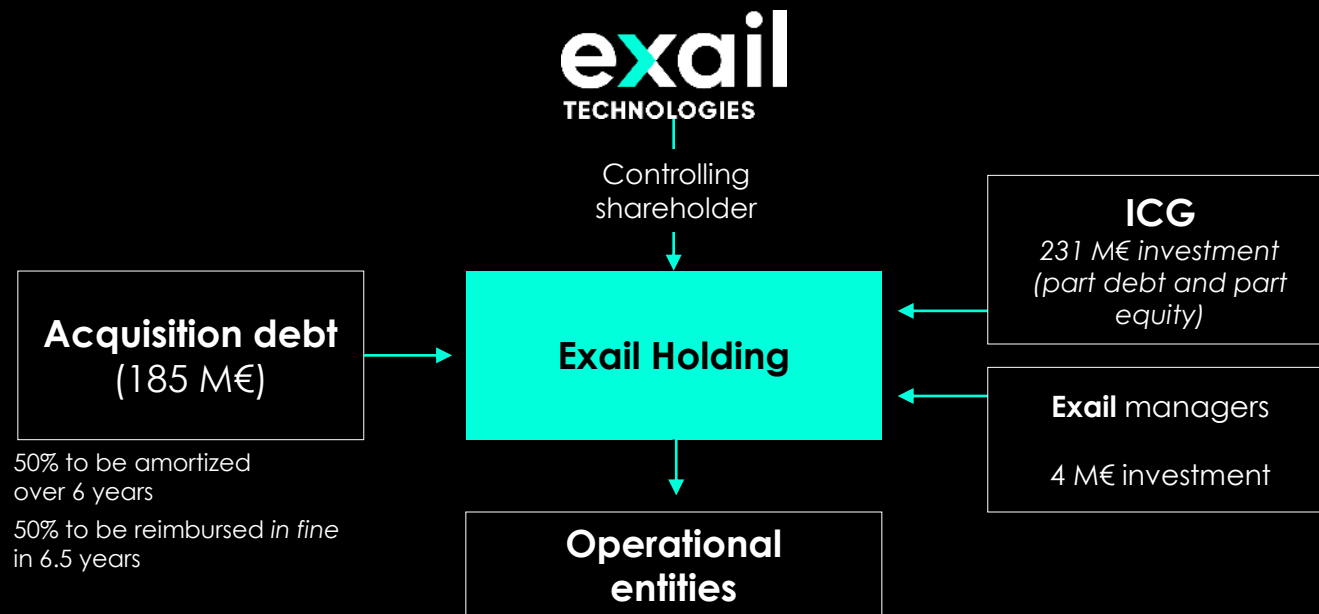 exail
TECHNOLOGIES
Controlling
shareholder
ICG
231 M€ investment
(part debt and part
equity)
Acquisition debt
(185 M€)
Exail Holding
Exail managers
4 M€ investment
50% to be amortized
over 6 years
50% to be reimbursed in fine
in 6.5 years
Operational
entities